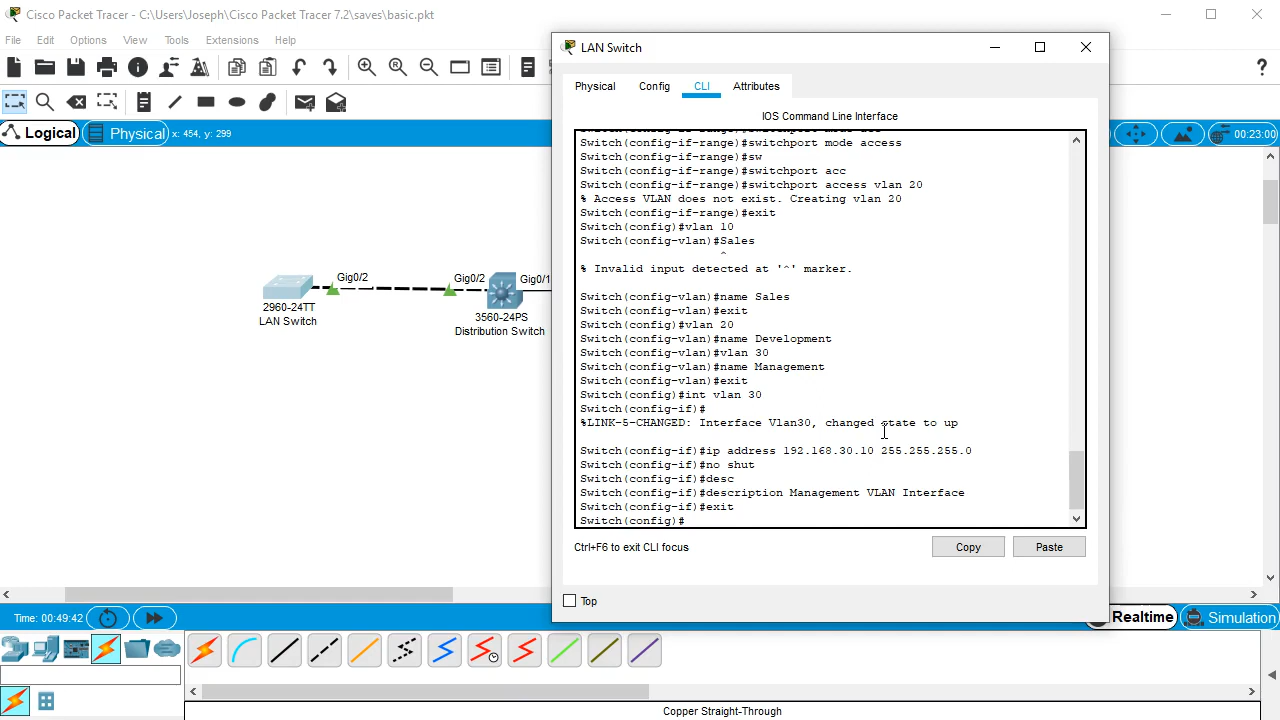 Cisco Packet Tracer - C:\Users\Joseph\Cisco Packet Tracer 7.2\saves\basic.pkt
File Edit Options View Tools Extensions Help
?
Logical
Physical
x: 454, y: 299
00:23:00
Gig0/2
Gig0/2
Gig0/1
2960-24TT
LAN Switch
3560-24PS
Distribution Switch
LAN Switch
Physical Config CLI Attributes
IOS Command Line Interface
Switch(config-if-range)#switchport mode access
Switch(config-if-range)#sw
Switch(config-if-range)#switchport acc
Switch(config-if-range)#switchport access vlan 20
% Access VLAN does not exist. Creating vlan 20
Switch(config-if-range)#exit
Switch(config)#vlan 10
Switch(config-vlan)#Sales
^
% Invalid input detected at '^' marker.
Switch(config-vlan)#name Sales
Switch(config-vlan)#exit
Switch(config)#vlan 20
Switch(config-vlan)#name Development
Switch(config-vlan)#vlan 30
Switch(config-vlan)#name Management
Switch(config-vlan)#exit
Switch(config)#int vlan 30
Switch(config-if)#
%LINK-5-CHANGED: Interface Vlan30, changed state to up
Switch(config-if)#ip address 192.168.30.10 255.255.255.0
Switch(config-if)#no shut
Switch(config-if)#desc
Switch(config-if)#description Management VLAN Interface
Switch(config-if)#exit
Switch(config)#
Ctrl+F6 to exit CLI focus
Copy
Paste
Top
Time: 00:49:42
Realtime
Simulation
Copper Straight-Through